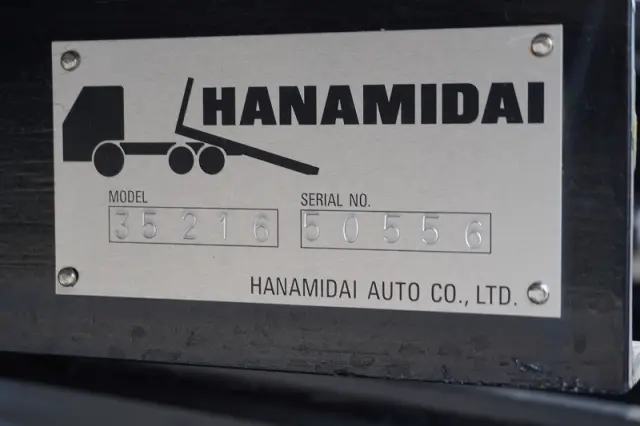 HANAMIDAI
MODEL
35216
SERIAL NO.
50556
HANAMIDAI AUTO CO., LTD.